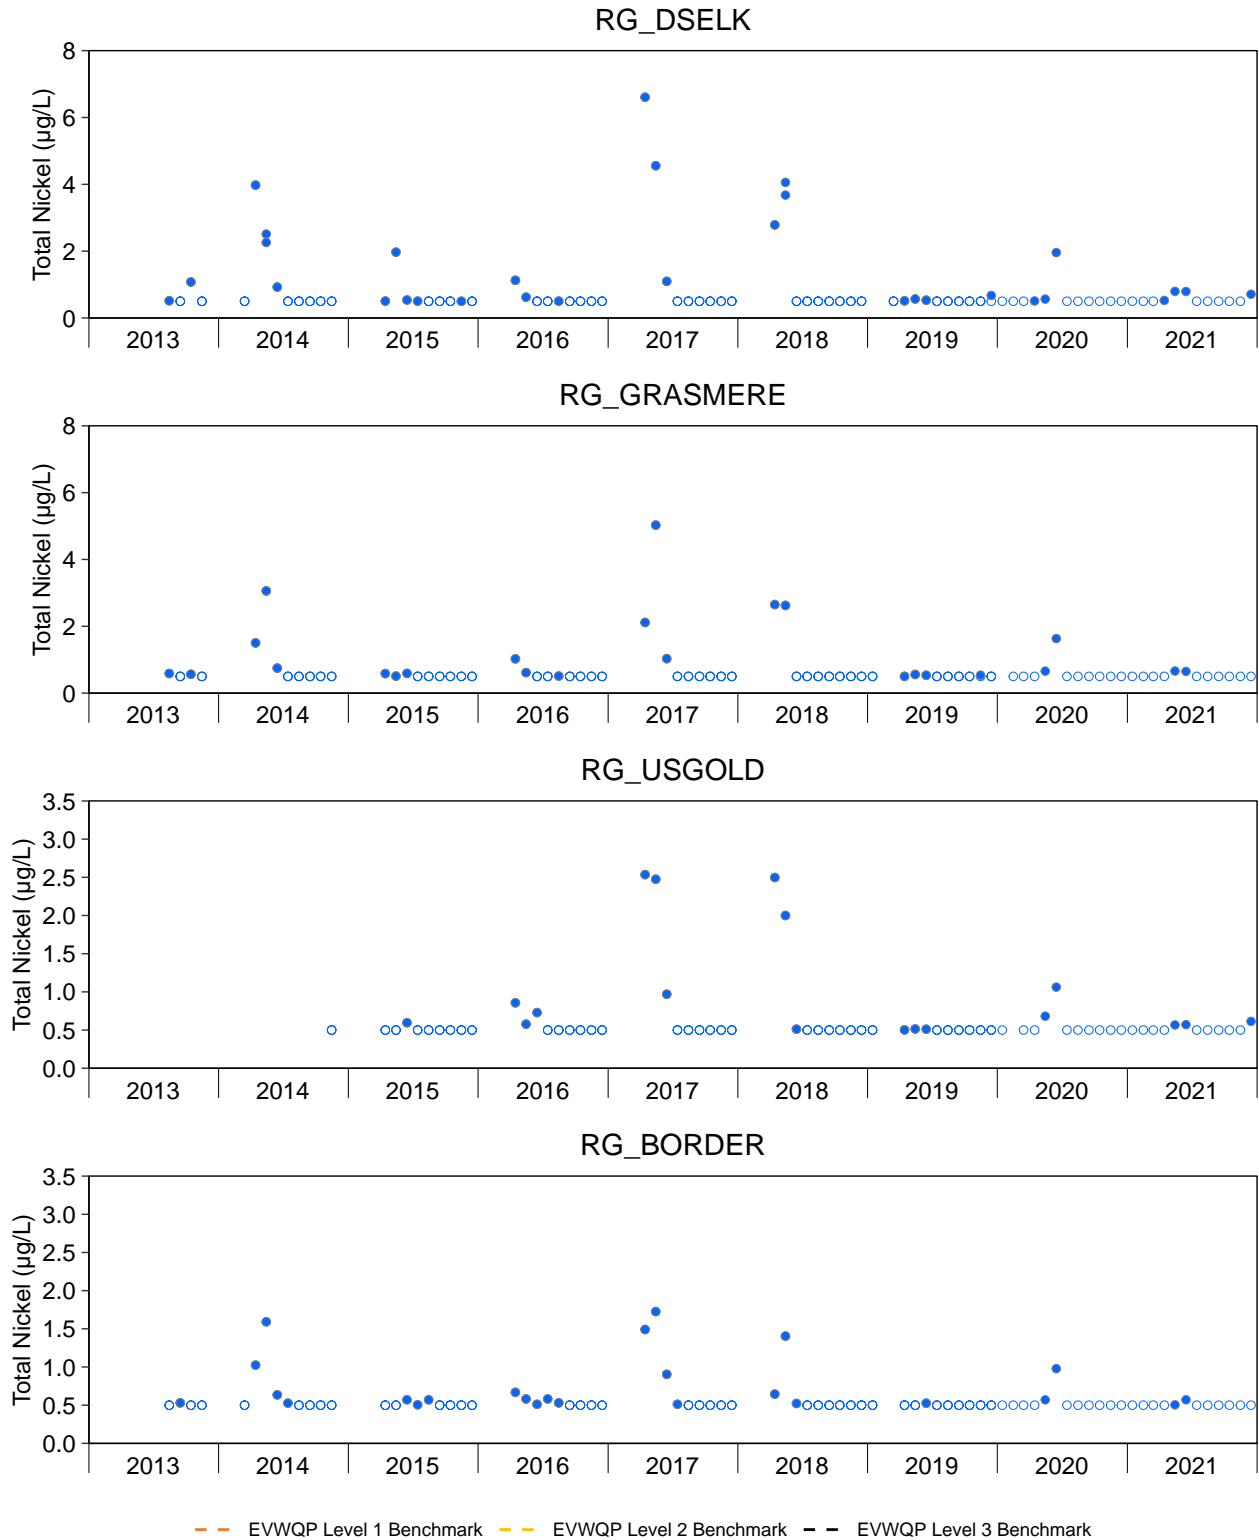 RG_DSELK
Total Nickel (µg/L)
8
6
4
2
0
2013 2014 2015 2016 2017 2018 2019 2020 2021
RG_GRASMERE
Total Nickel (µg/L)
8
6
4
2
0
2013 2014 2015 2016 2017 2018 2019 2020 2021
RG_USGOLD
Total Nickel (µg/L)
3.5
3.0
2.5
2.0
1.5
1.0
0.5
0.0
2013 2014 2015 2016 2017 2018 2019 2020 2021
RG_BORDER
Total Nickel (µg/L)
3.5
3.0
2.5
2.0
1.5
1.0
0.5
0.0
2013 2014 2015 2016 2017 2018 2019 2020 2021
EVWQP Level 1 Benchmark EVWQP Level 2 Benchmark EVWQP Level 3 Benchmark